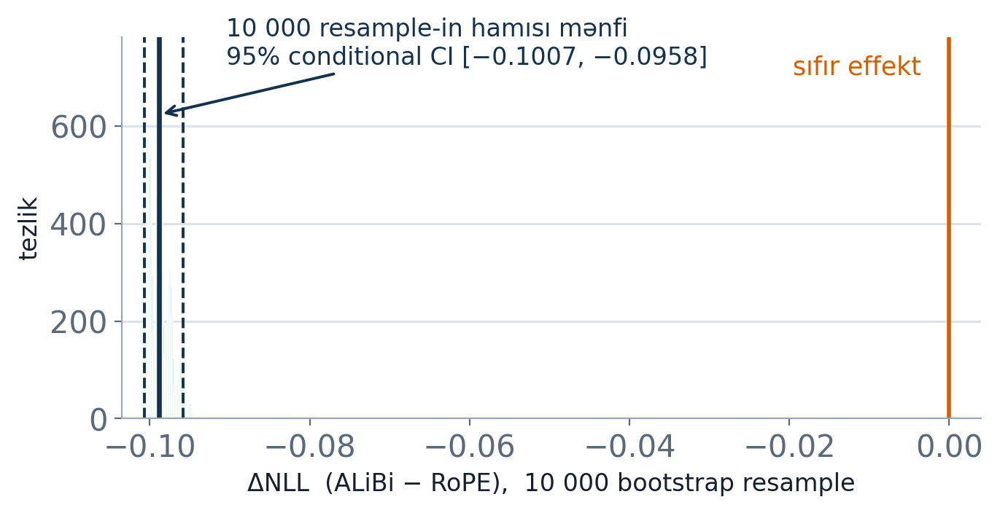 10 000 resample-in hamısı mənfi
95% conditional CI [−0.1007, −0.0958]
sıfır effekt
tezlik
600
400
200
0
−0.10
−0.08
−0.06
−0.04
−0.02
0.00
ΔNLL (ALiBi − RoPE), 10 000 bootstrap resample